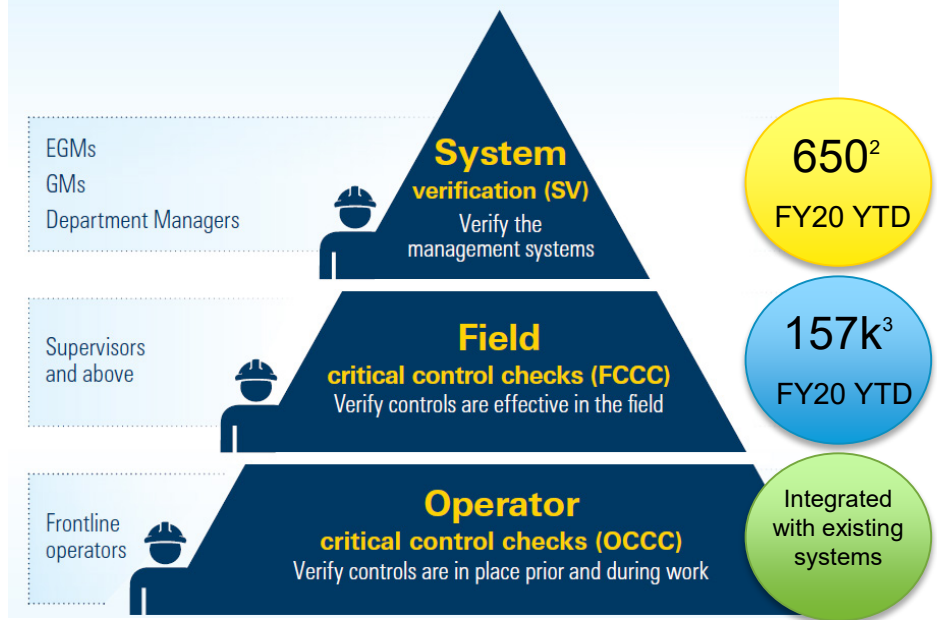 EGMs
GMs
Department Managers
System
verification (SV)
Verify the
management systems
650²
FY20 YTD
Supervisors
and above
Field
critical control checks (FCCC)
Verify controls are effective in the field
157k³
FY20 YTD
Frontline
operators
Operator
critical control checks (OCCC)
Verify controls are in place prior and during work
Integrated
with existing
systems